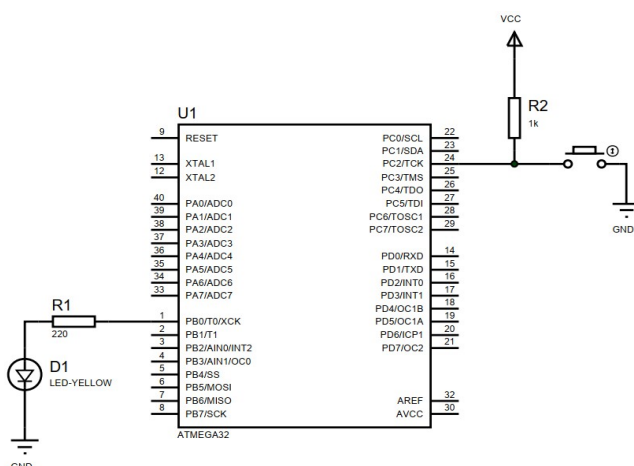 VCC
R2
1k
U1
9 RESET
13 XTAL1
12 XTAL2
40 PA0/ADC0
39 PA1/ADC1
38 PA2/ADC2
37 PA3/ADC3
36 PA4/ADC4
35 PA5/ADC5
34 PA6/ADC6
33 PA7/ADC7
1 PB0/T0/XCK
2 PB1/T1
3 PB2/AIN0/INT2
4 PB3/AIN1/OC0
5 PB4/SS
6 PB5/MOSI
7 PB6/MISO
8 PB7/SCK
PC0/SCL 22
PC1/SDA 23
PC2/TCK 24
PC3/TMS 25
PC4/TDO 26
PC5/TDI 27
PC6/TOSC1 28
PC7/TOSC2 29
PD0/RXD 14
PD1/TXD 15
PD2/INT0 16
PD3/INT1 17
PD4/OC1B 18
PD5/OC1A 19
PD6/ICP1 20
PD7/OC2 21
AREF 32
AVCC 30
ATMEGA32
GND
R1
220
D1
LED-YELLOW
GND